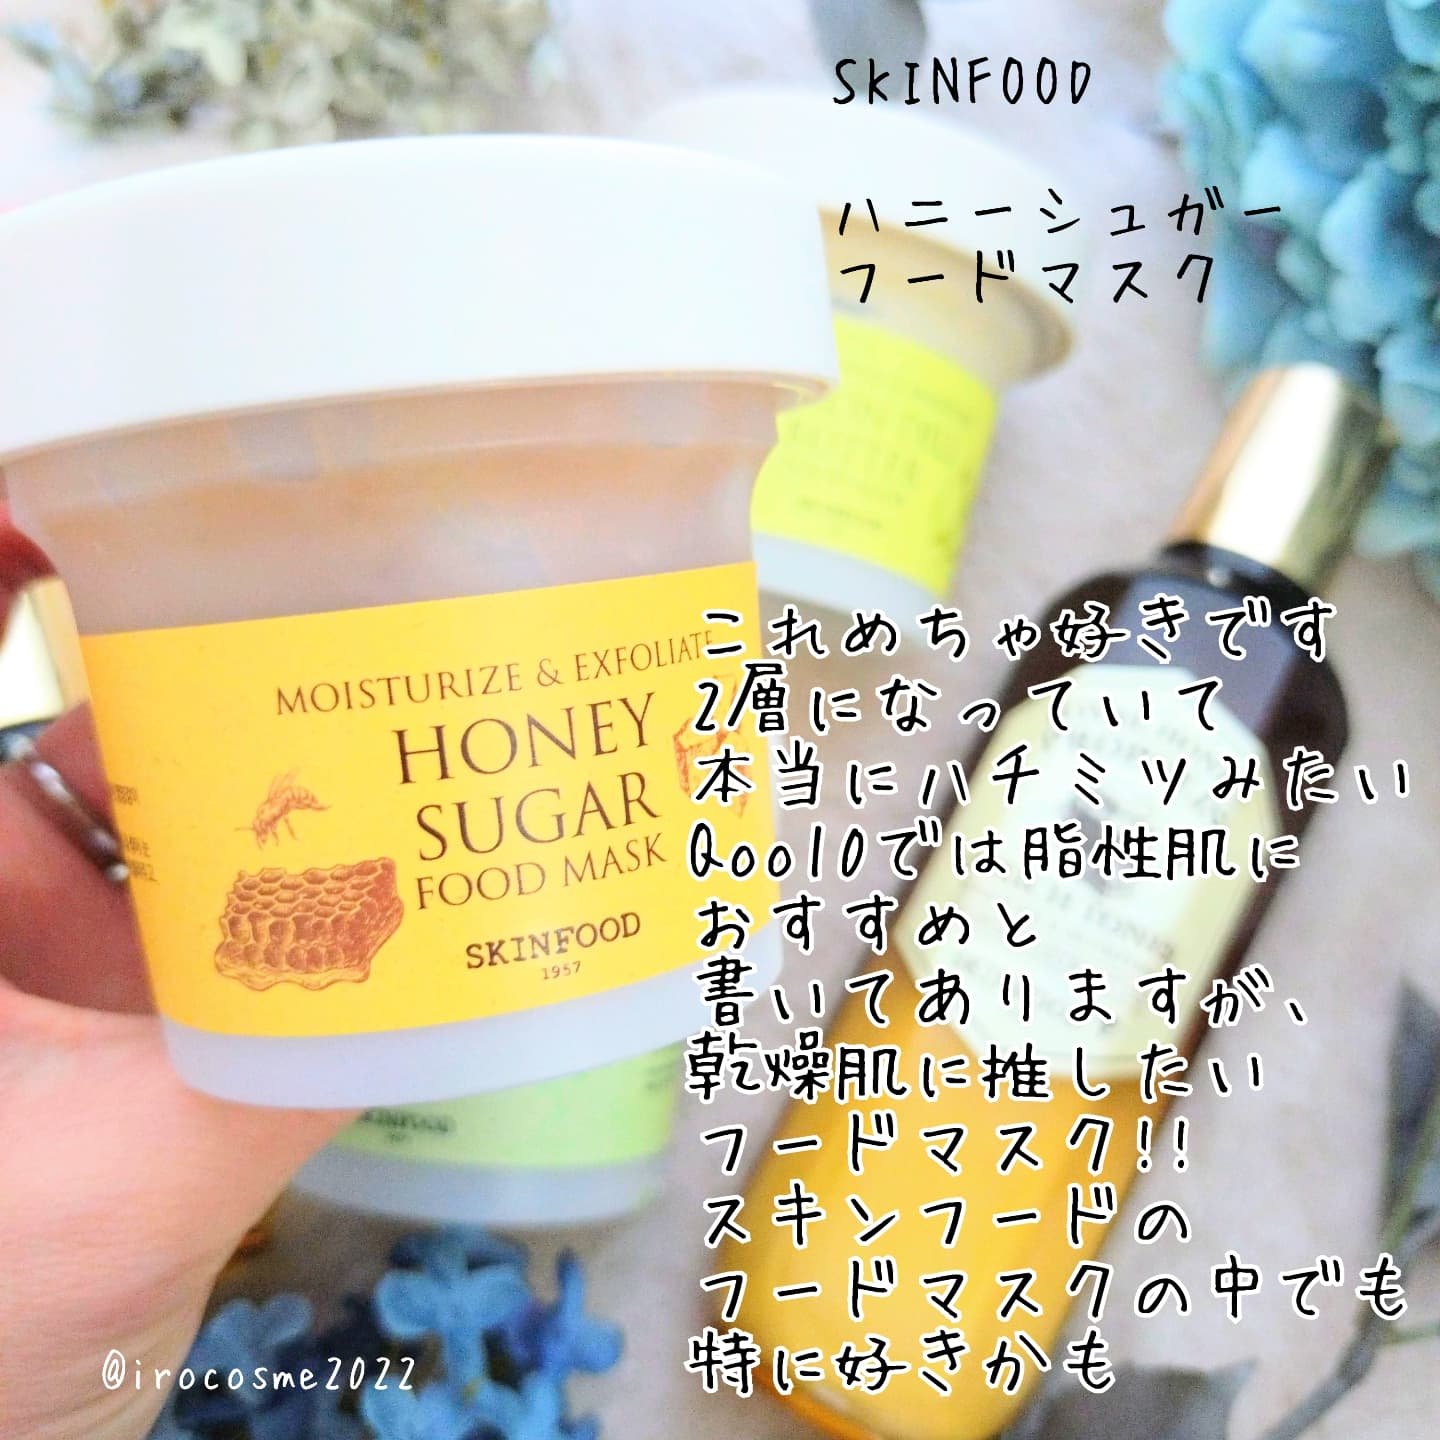 SKINFOOD
ハニーシュガー
フードマスク
MOISTURIZE & EXFOLIATE
HONEY
SUGAR
FOOD MASK
SKINFOOD
1957
これめちゃ好きです
2層になっていて
本当にハチミツみたい
Qoo10では脂性肌に
おすすめと
書いてありますが、
乾燥肌に推したい
フードマスク!!
スキンフードの
フードマスクの中でも
特に好きかも
@irocosme2022